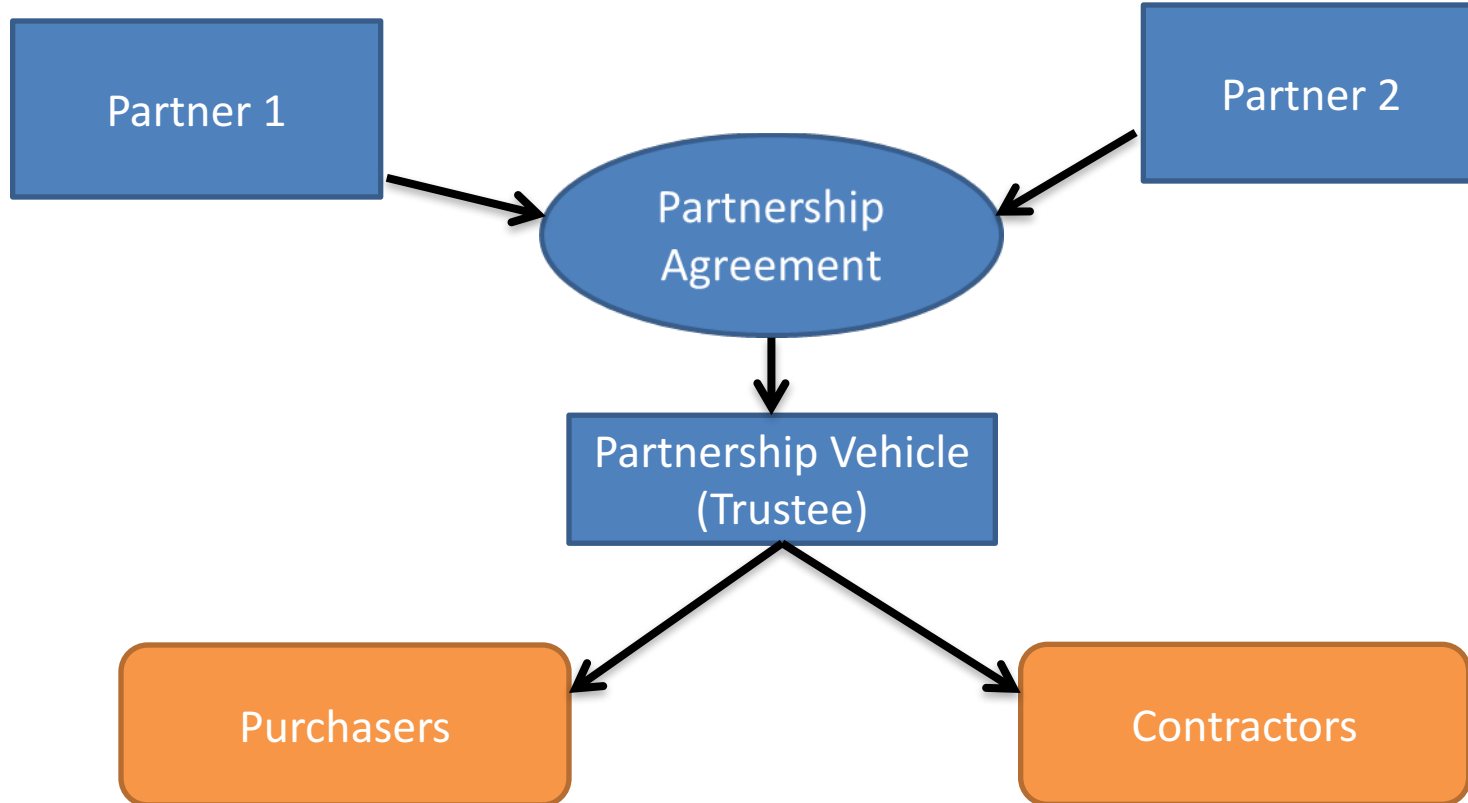 Partner 1
Partner 2
Partnership
Agreement
Partnership Vehicle
(Trustee)
Purchasers
Contractors